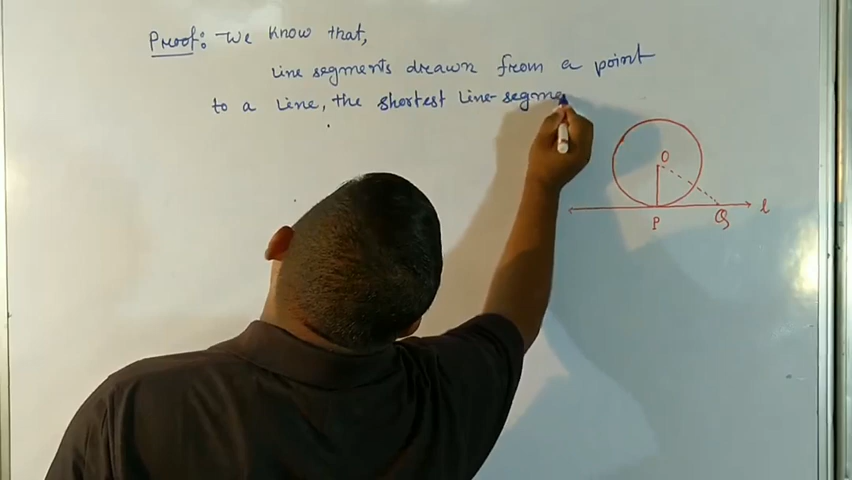 Proof:- We know that,
Line segments drawn from a point
to a Line, the shortest Line-segme
O
P
Q
l